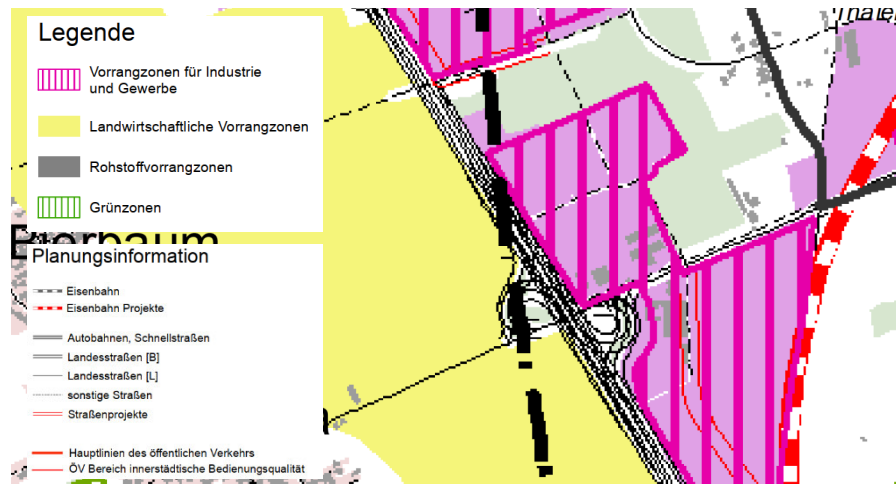 Legende
Vorrangzonen für Industrie
und Gewerbe
Landwirtschaftliche Vorrangzonen
Rohstoffvorrangzonen
Grünzonen
Bierbaum
Planungsinformation
Eisenbahn
Eisenbahn Projekte
Autobahnen, Schnellstraßen
Landesstraßen [B]
Landesstraßen [L]
sonstige Straßen
Straßenprojekte
Hauptlinien des öffentlichen Verkehrs
ÖV Bereich innerstädtische Bedienungsqualität